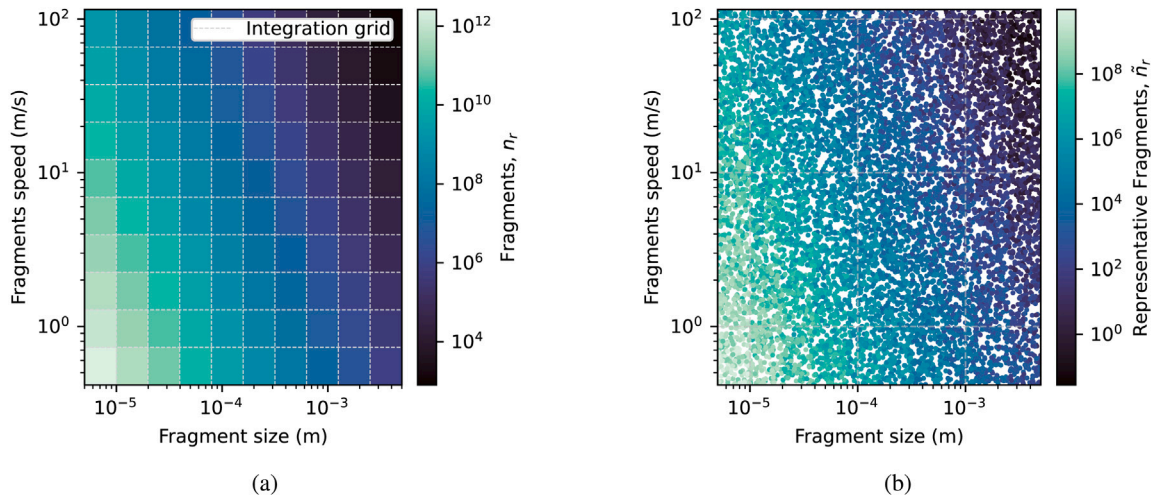 Integration grid
10²
10¹
10⁰
Fragments speed (m/s)
10⁻⁵
10⁻⁴
10⁻³
Fragment size (m)
10¹²
10¹⁰
10⁸
10⁶
10⁴
Fragments, nᵣ
(a)
10²
10¹
10⁰
Fragments speed (m/s)
10⁻⁵
10⁻⁴
10⁻³
Fragment size (m)
10⁸
10⁶
10⁴
10²
10⁰
Representative Fragments, ñᵣ
(b)